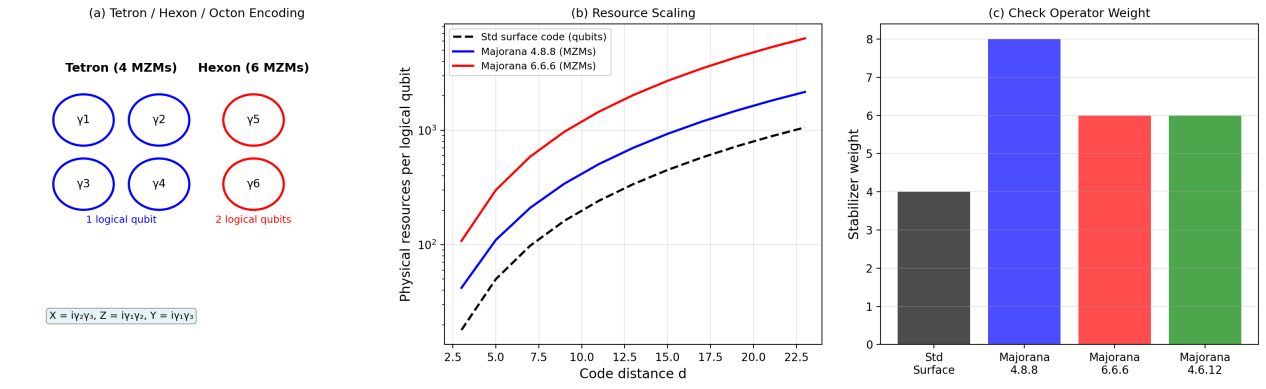 (a) Tetron / Hexon / Octon Encoding
Tetron (4 MZMs)
Hexon (6 MZMs)
γ1
γ2
γ5
γ3
γ4
γ6
1 logical qubit
2 logical qubits
X = iγ₂γ₃, Z = iγ₁γ₂, Y = iγ₁γ₃
(b) Resource Scaling
Std surface code (qubits)
Majorana 4.8.8 (MZMs)
Majorana 6.6.6 (MZMs)
Physical resources per logical qubit
10³
10²
2.5 5.0 7.5 10.0 12.5 15.0 17.5 20.0 22.5
Code distance d
(c) Check Operator Weight
Stabilizer weight
8
7
6
5
4
3
2
1
0
Std
Surface
Majorana
4.8.8
Majorana
6.6.6
Majorana
4.6.12